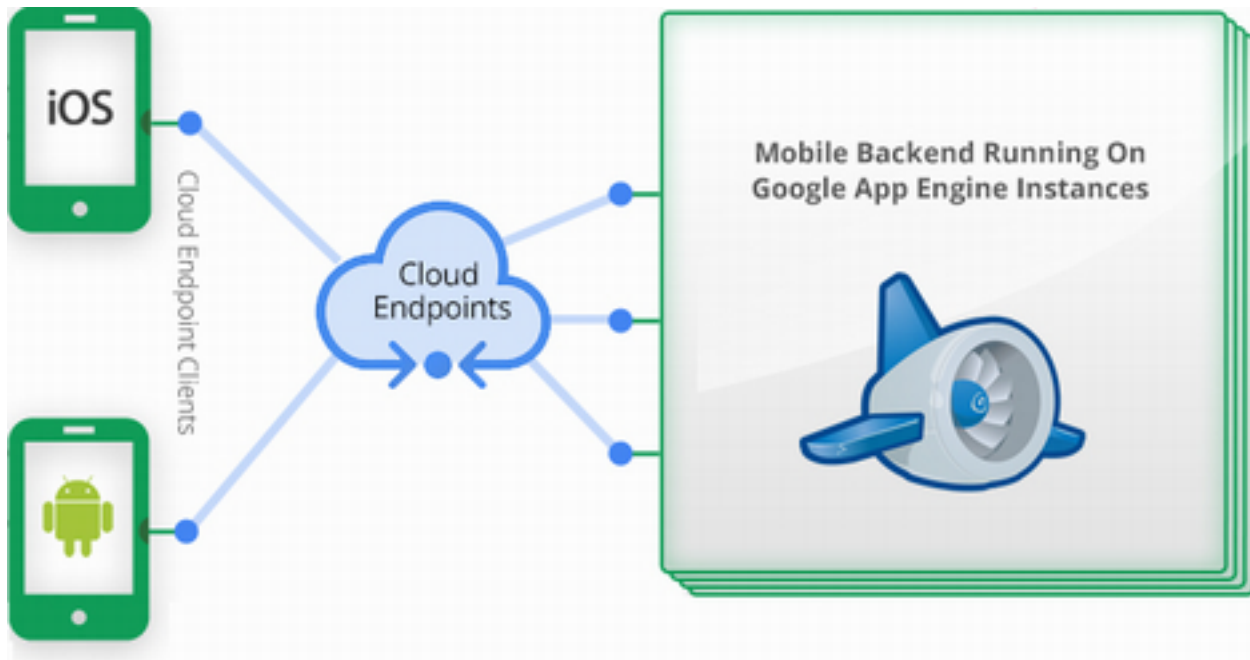 iOS
Cloud Endpoint Clients
Cloud
Endpoints
Mobile Backend Running On
Google App Engine Instances